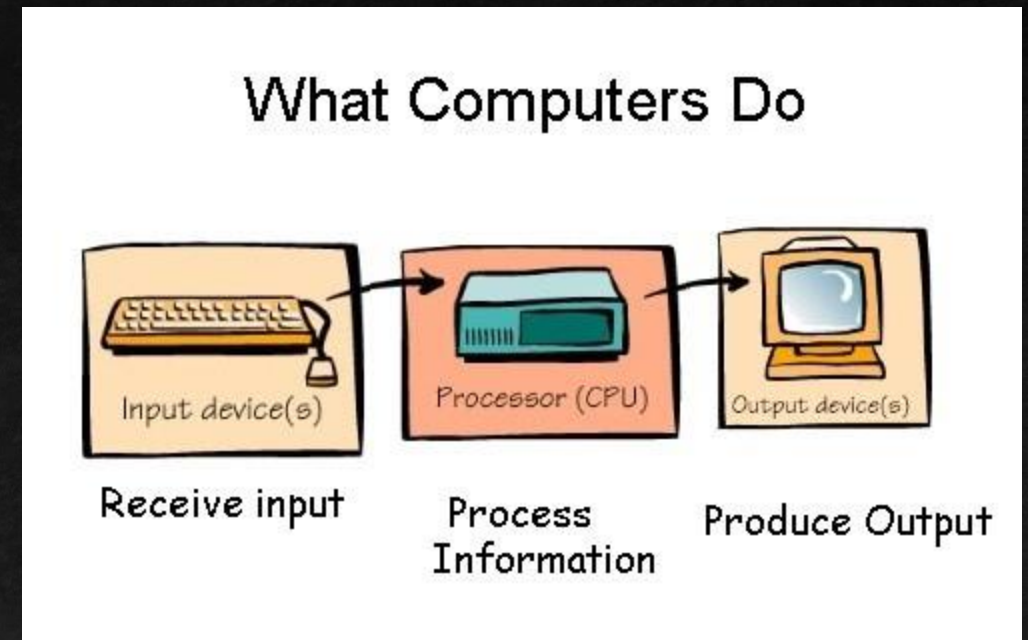 What Computers Do
Input device(s)
Processor (CPU)
Output device(s)
Receive input
Process
Information
Produce Output